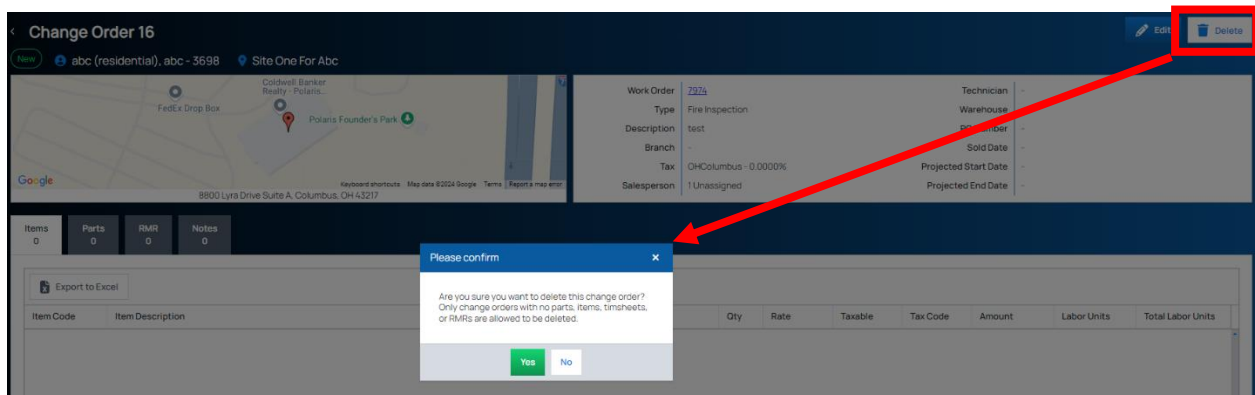 Change Order 16
Edit
Delete
New
abc (residential), abc - 3698
Site One For Abc
Coldwell Banker
Realty - Polaris...
FedEx Drop Box
Polaris Founder's Park
Google
Keyboard shortcuts
Map data ©2024 Google
Terms
Report a map error
8800 Lyra Drive Suite A, Columbus, OH 43217
Work Order 7974
Type Fire Inspection
Description test
Branch -
Tax OHColumbus - 0.0000%
Salesperson 1 Unassigned
Technician -
Warehouse -
PO Number -
Sold Date -
Projected Start Date -
Projected End Date -
Items Parts RMR Notes
0 0 0 0
Please confirm
Export to Excel
Are you sure you want to delete this change order?
Only change orders with no parts, items, timsheets,
or RMRs are allowed to be deleted.
Item Code Item Description Qty Rate Taxable Tax Code Amount Labor Units Total Labor Units
Yes No